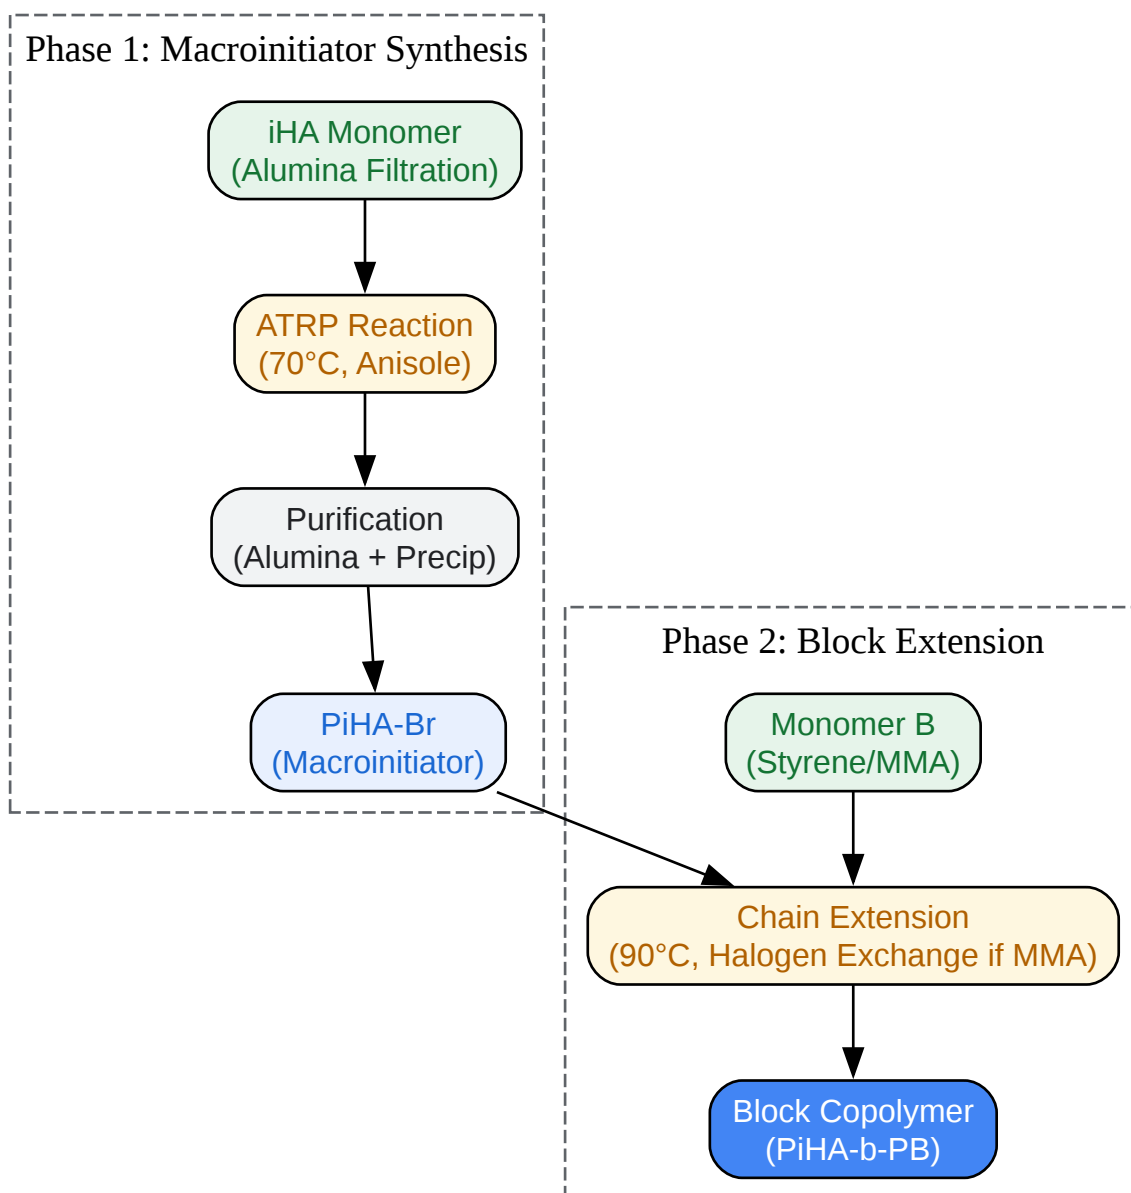 Phase 1: Macroinitiator Synthesis
iHA Monomer
(Alumina Filtration)
ATRP Reaction
(70°C, Anisole)
Purification
(Alumina + Precip)
PiHA-Br
(Macroinitiator)
Phase 2: Block Extension
Monomer B
(Styrene/MMA)
Chain Extension
(90°C, Halogen Exchange if MMA)
Block Copolymer
(PiHA-b-PB)